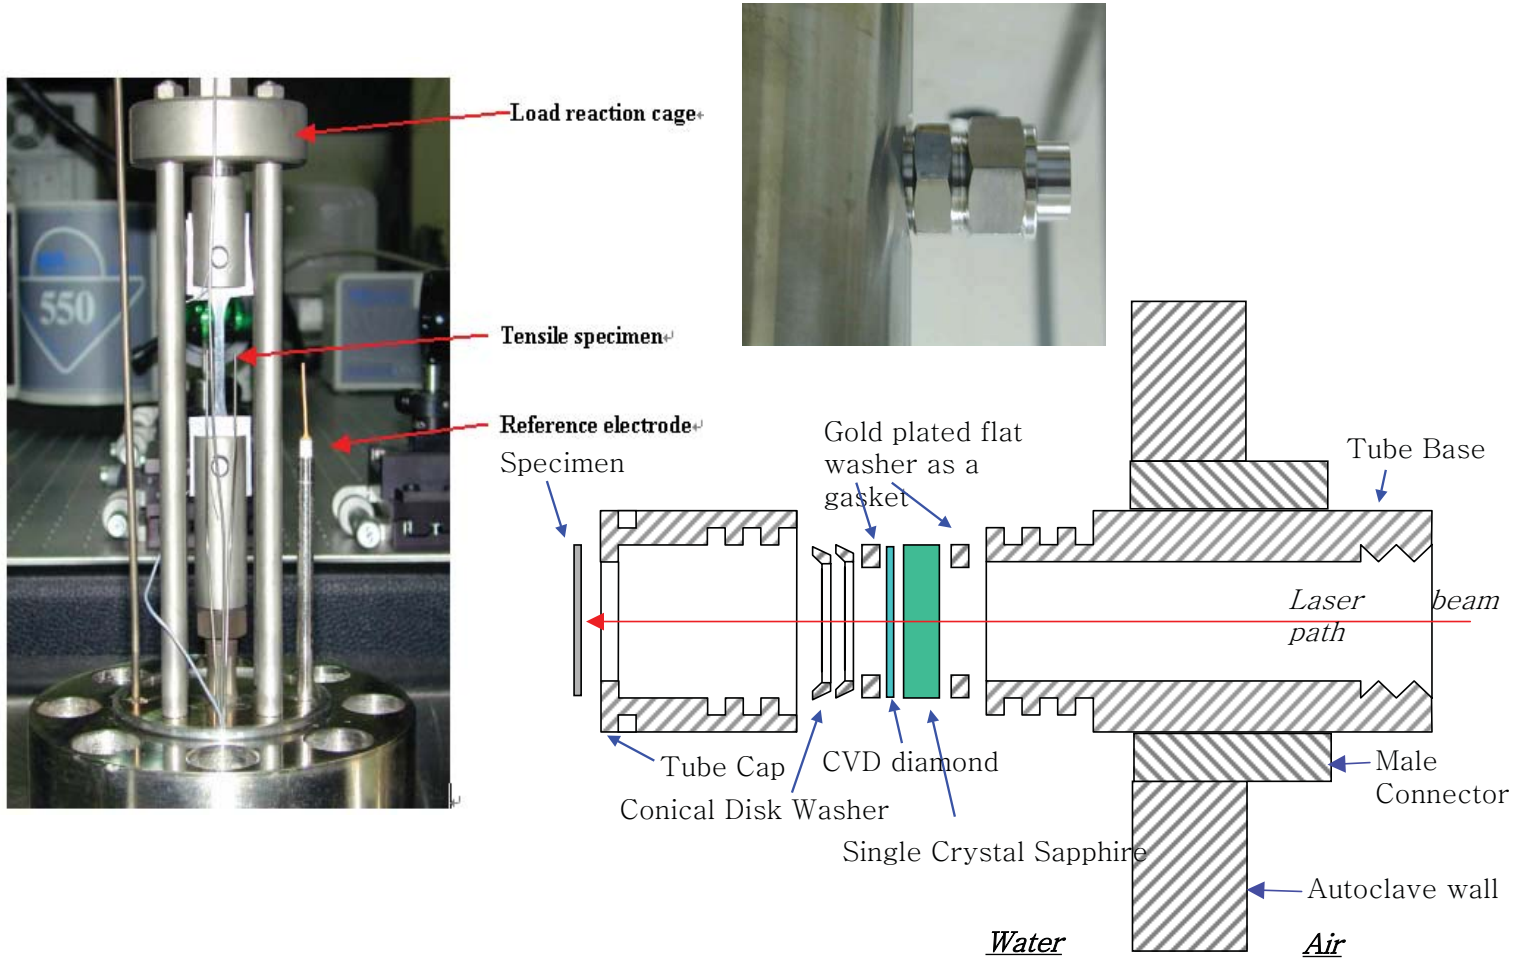 Load reaction cage
550
Tensile specimen
Reference electrode
Specimen
Gold plated flat
washer as a
gasket
Tube Base
Laser beam
path
Tube Cap
CVD diamond
Male
Connector
Conical Disk Washer
Single Crystal Sapphire
Autoclave wall
Water
Air